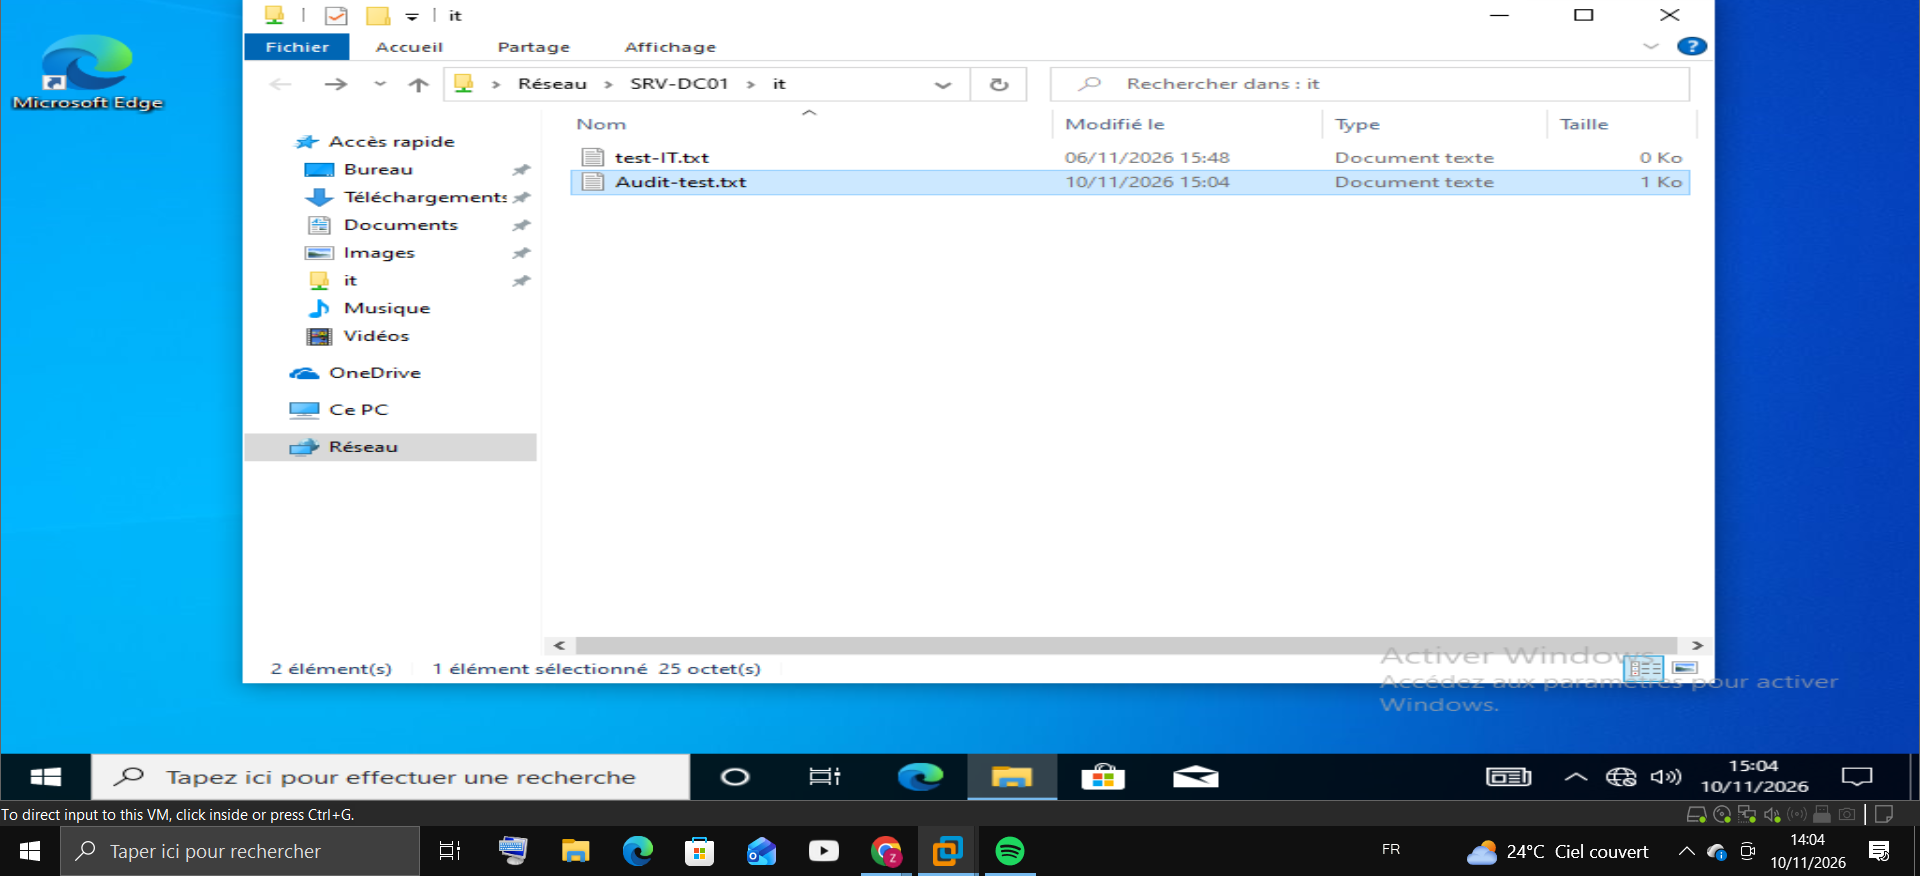 it
Fichier Accueil Partage Affichage
Réseau > SRV-DC01 > it
Rechercher dans : it
Microsoft Edge
Nom Modifié le Type Taille
test-IT.txt 06/11/2026 15:48 Document texte 0 Ko
Audit-test.txt 10/11/2026 15:04 Document texte 1 Ko
Accès rapide
Bureau
Téléchargements
Documents
Images
it
Musique
Vidéos
OneDrive
Ce PC
Réseau
2 élément(s) 1 élément sélectionné 25 octet(s)
Activer Windows
Accédez aux paramètres pour activer
Windows.
Tapez ici pour effectuer une recherche
15:04
10/11/2026
To direct input to this VM, click inside or press Ctrl+G.
Taper ici pour rechercher
Z
FR
24°C Ciel couvert
14:04
10/11/2026